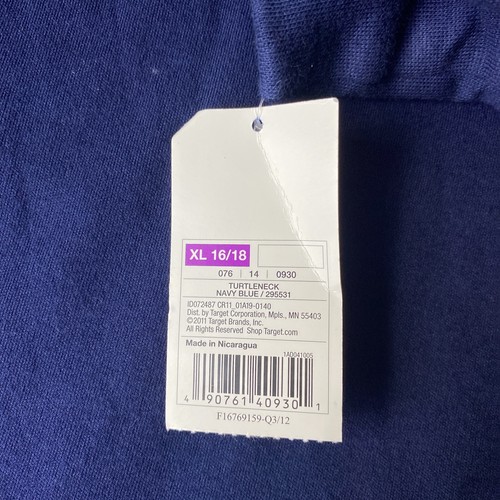 XL 16/18
076 | 14 | 0930
TURTLENECK
NAVY BLUE / 295531
ID072487 CR11_01A19-0140
Dist. by Target Corporation, Mpls., MN 55403
©2011 Target Brands, Inc.
All Rights Reserved Shop Target.com
Made in Nicaragua
1AD041005
4 90761 40930 1
F16769159-Q3/12